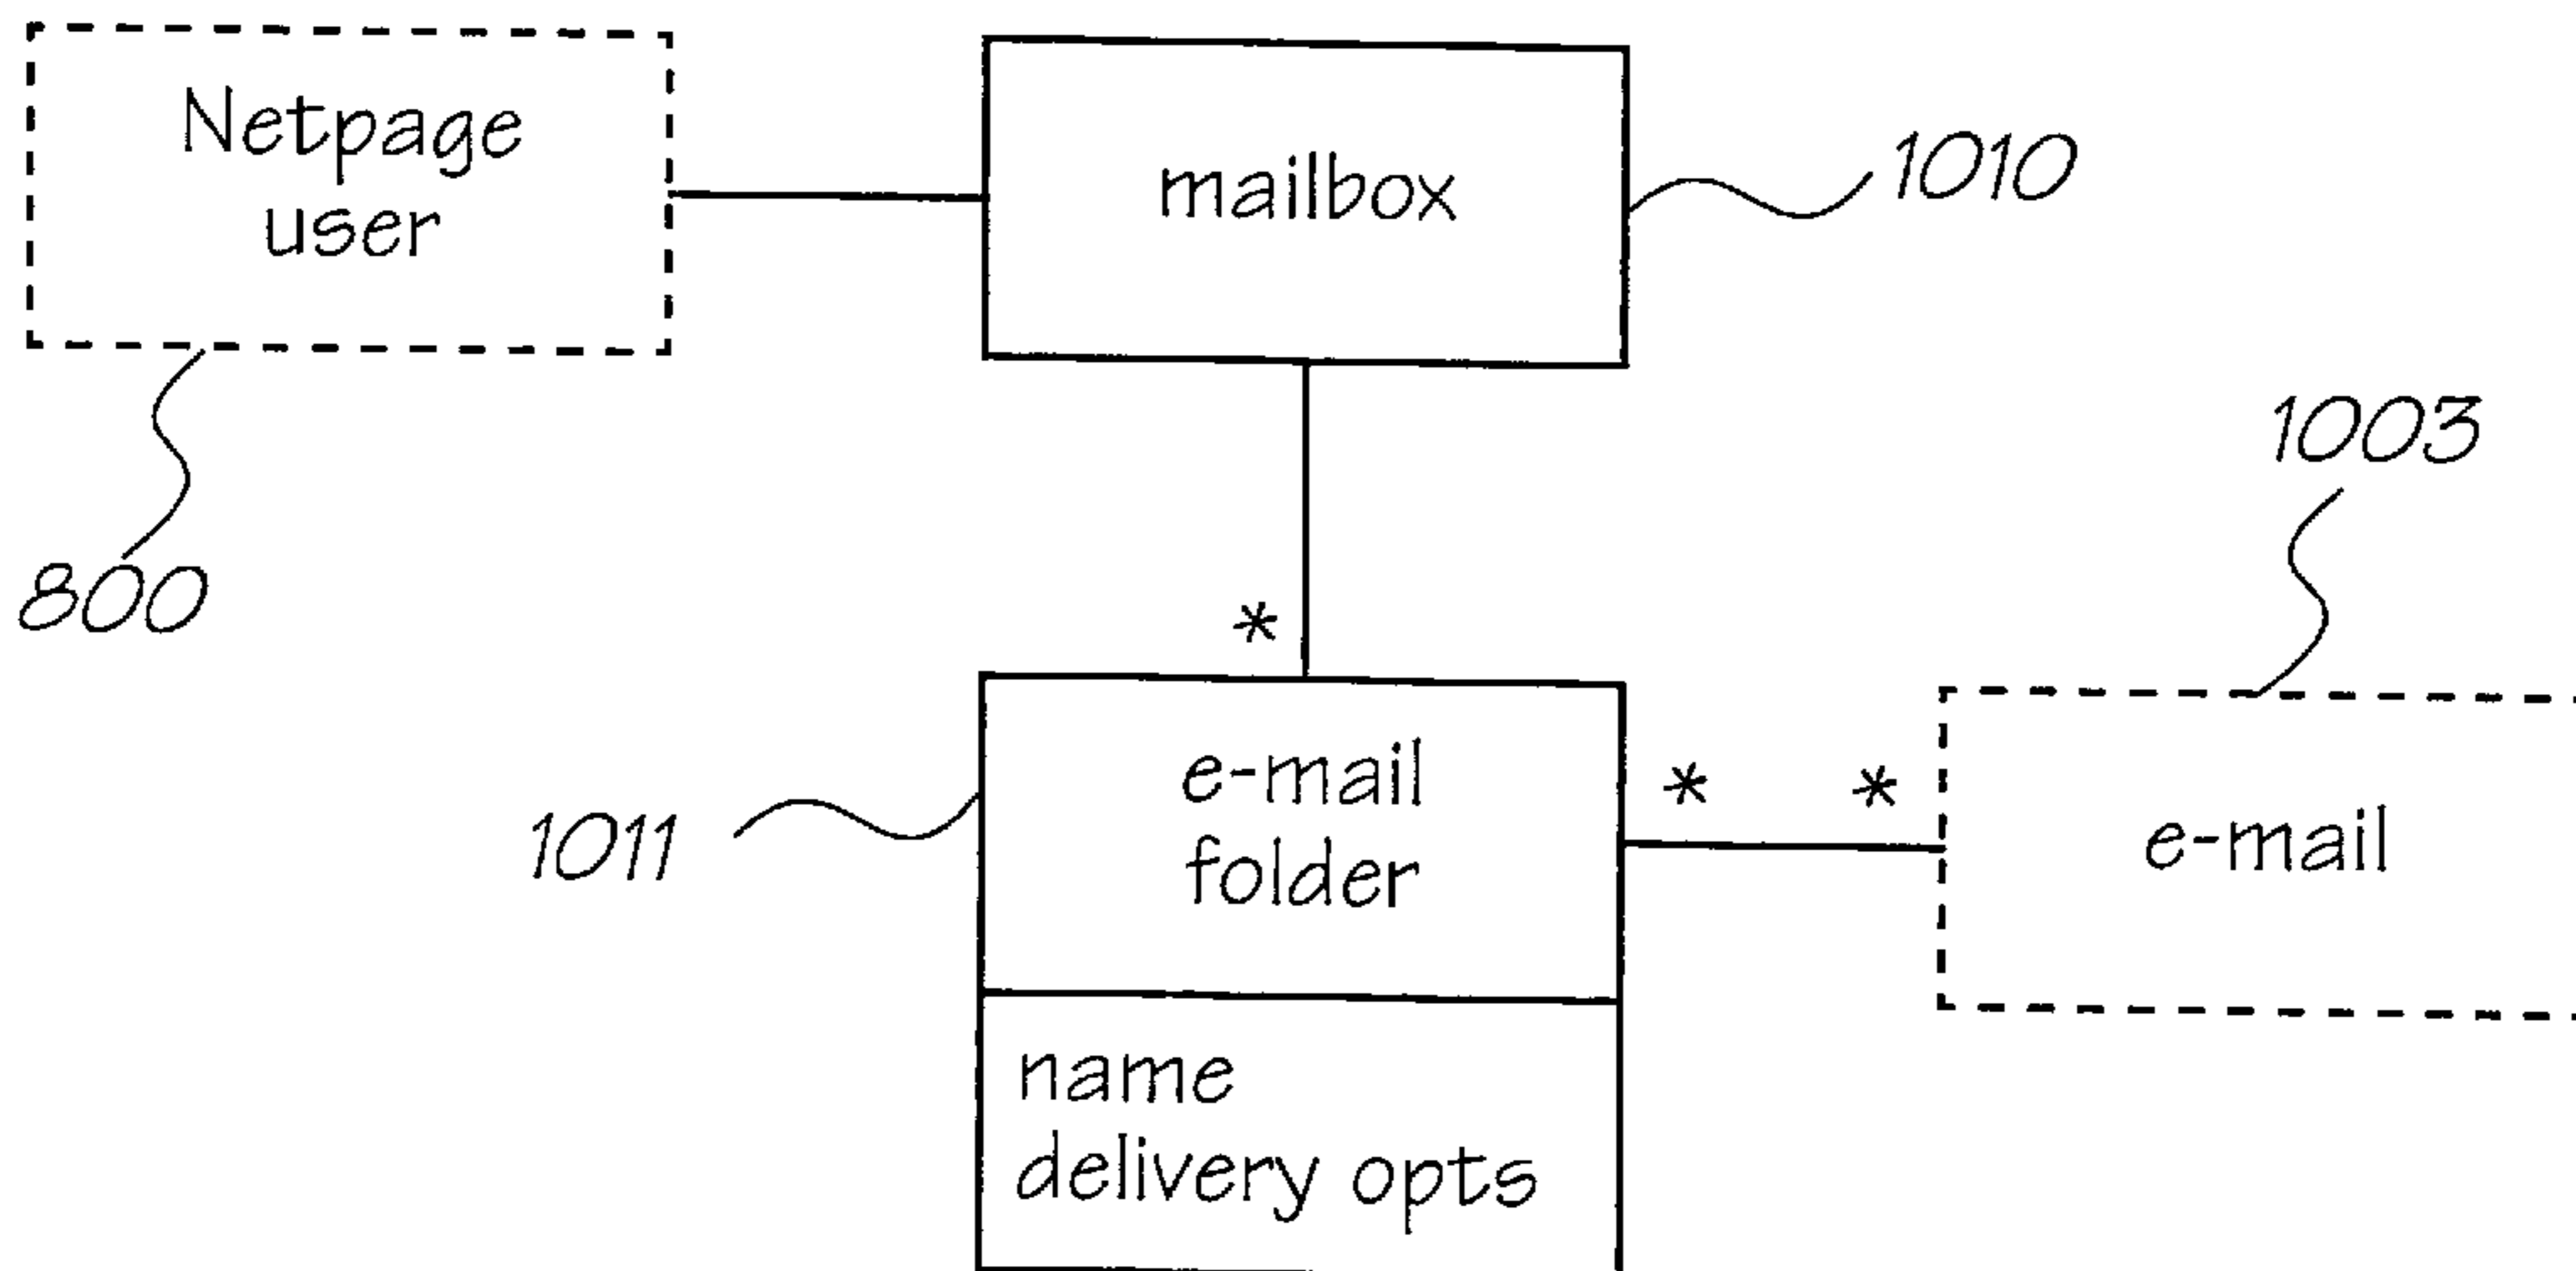 Netpage
user
mailbox
1010
800
1003
*
e-mail
folder
* *
e-mail
1011
name
delivery opts